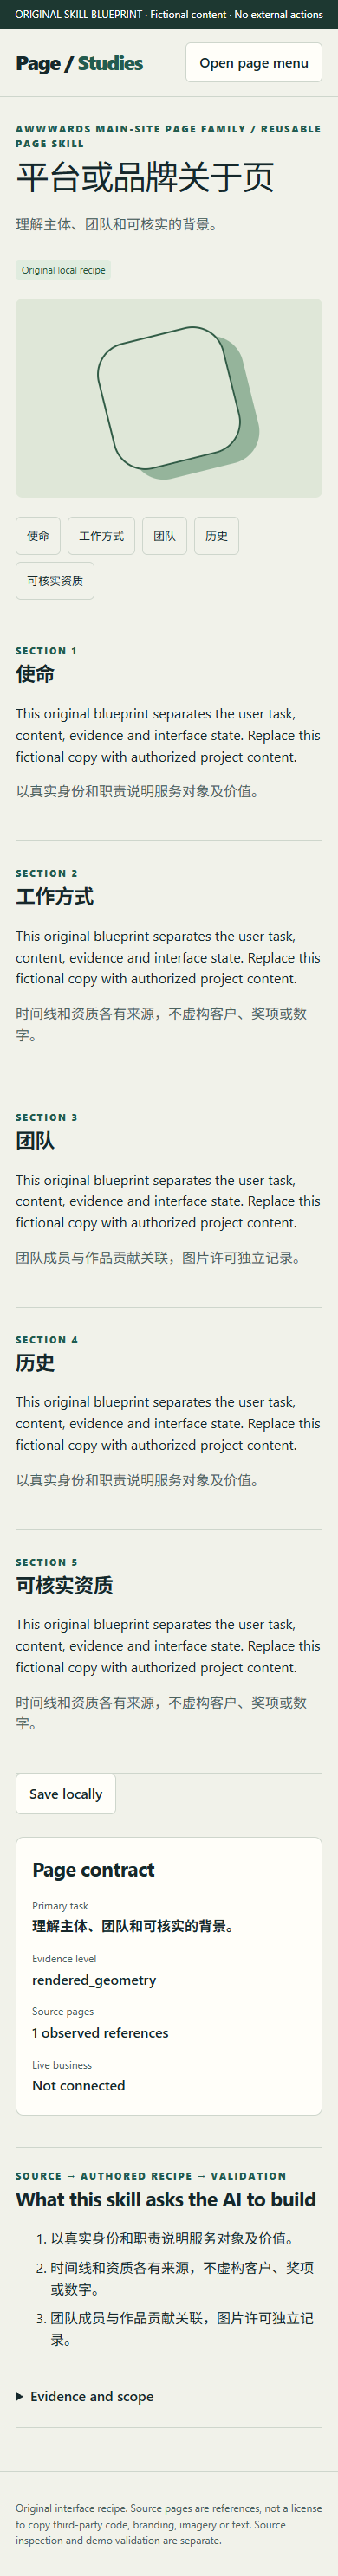 ORIGINAL SKILL BLUEPRINT · Fictional content · No external actions
Page / Studies
Open page menu
AWWWARDS MAIN-SITE PAGE FAMILY / REUSABLE
PAGE SKILL
平台或品牌关于页
理解主体、团队和可核实的背景。
Original local recipe
使命
工作方式
团队
历史
可核实资质
SECTION 1
使命
This original blueprint separates the user task,
content, evidence and interface state. Replace this
fictional copy with authorized project content.
以真实身份和职责说明服务对象及价值。
SECTION 2
工作方式
This original blueprint separates the user task,
content, evidence and interface state. Replace this
fictional copy with authorized project content.
时间线和资质各有来源，不虚构客户、奖项或数
字。
SECTION 3
团队
This original blueprint separates the user task,
content, evidence and interface state. Replace this
fictional copy with authorized project content.
团队成员与作品贡献关联，图片许可独立记录。
SECTION 4
历史
This original blueprint separates the user task,
content, evidence and interface state. Replace this
fictional copy with authorized project content.
以真实身份和职责说明服务对象及价值。
SECTION 5
可核实资质
This original blueprint separates the user task,
content, evidence and interface state. Replace this
fictional copy with authorized project content.
时间线和资质各有来源，不虚构客户、奖项或数
字。
Save locally
Page contract
Primary task
理解主体、团队和可核实的背景。
Evidence level
rendered_geometry
Source pages
1 observed references
Live business
Not connected
SOURCE → AUTHORED RECIPE → VALIDATION
What this skill asks the AI to build
1. 以真实身份和职责说明服务对象及价值。
2. 时间线和资质各有来源，不虚构客户、奖项
或数字。
3. 团队成员与作品贡献关联，图片许可独立记
录。
Evidence and scope
Original interface recipe. Source pages are references, not a license
to copy third-party code, branding, imagery or text. Source
inspection and demo validation are separate.